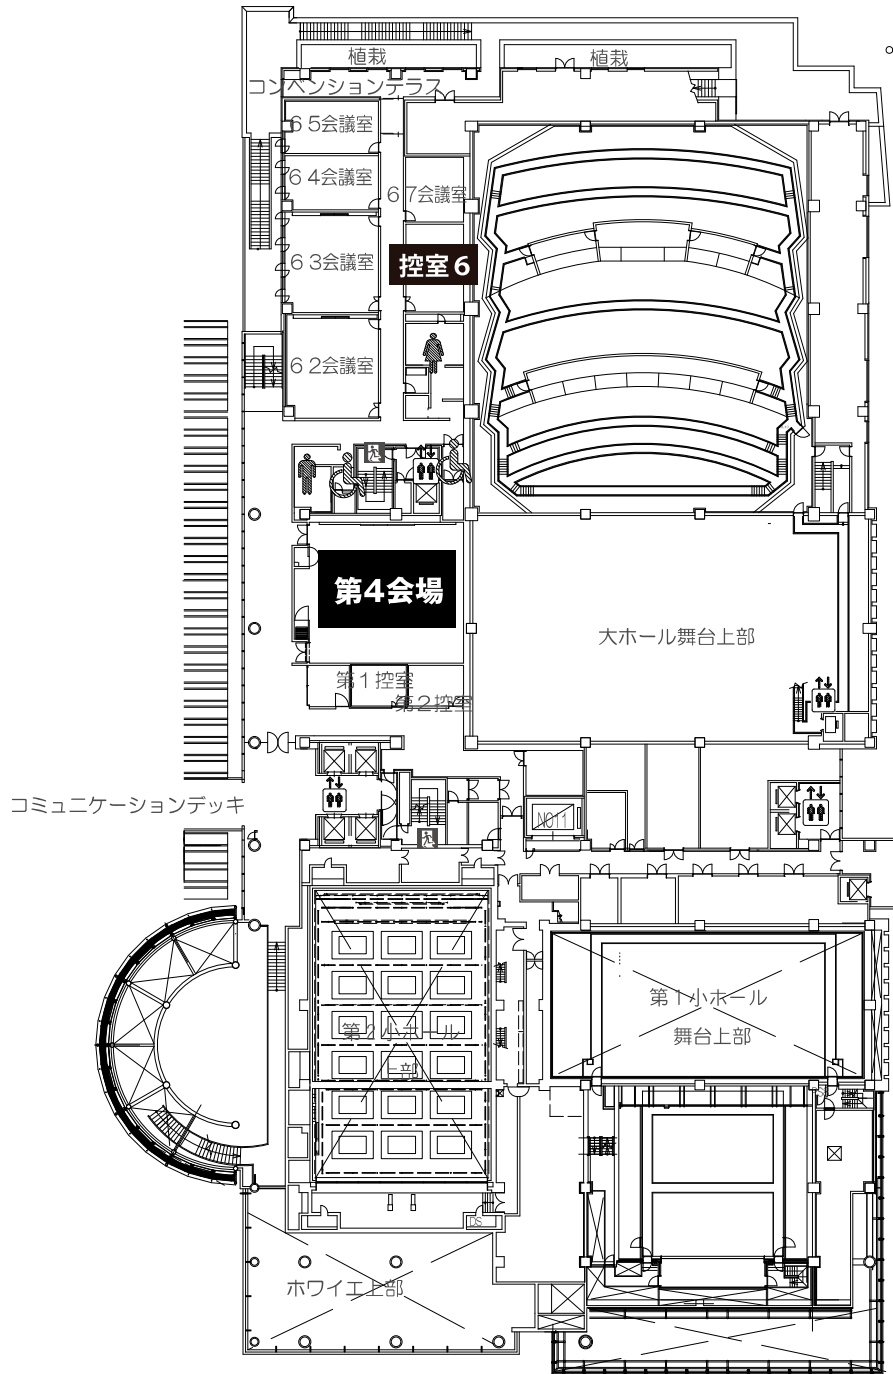 植栽
植栽
コンベンションテラス
６５会議室
６４会議室
６７会議室
６３会議室
控室６
６２会議室
第4会場
大ホール舞台上部
第１控室
第２控室
コミュニケーションデッキ
NO11
第１小ホール
舞台上部
第２小ホール
上部
DS
ホワイエ上部